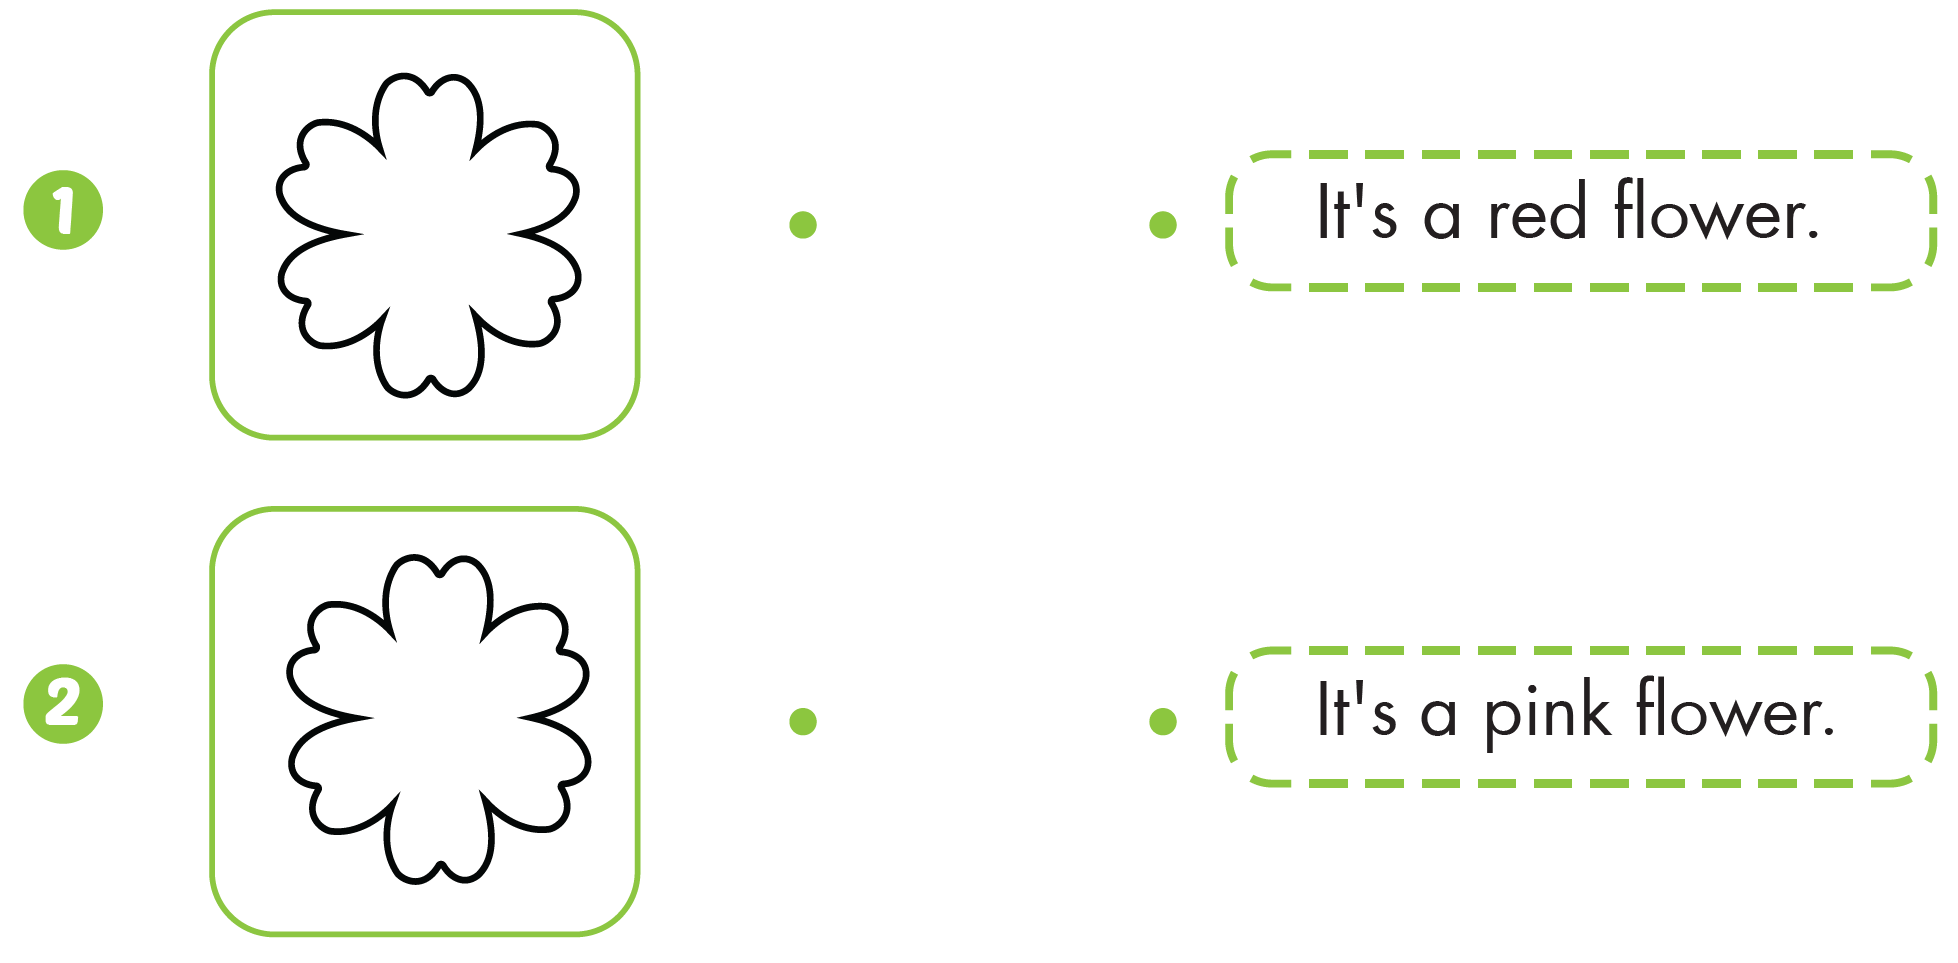 1
It's a red flower.
2
It's a pink flower.